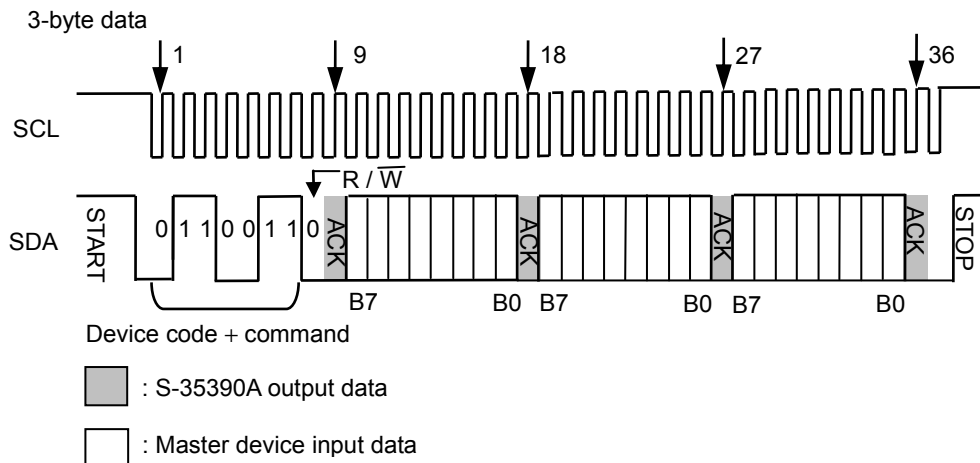 3-byte data
1 9 18 27 36
SCL
R / W
SDA START 0 1 1 0 0 1 1 0 ACK ACK ACK ACK STOP
B7 B0 B7 B0 B7 B0
Device code + command
: S-35390A output data
: Master device input data